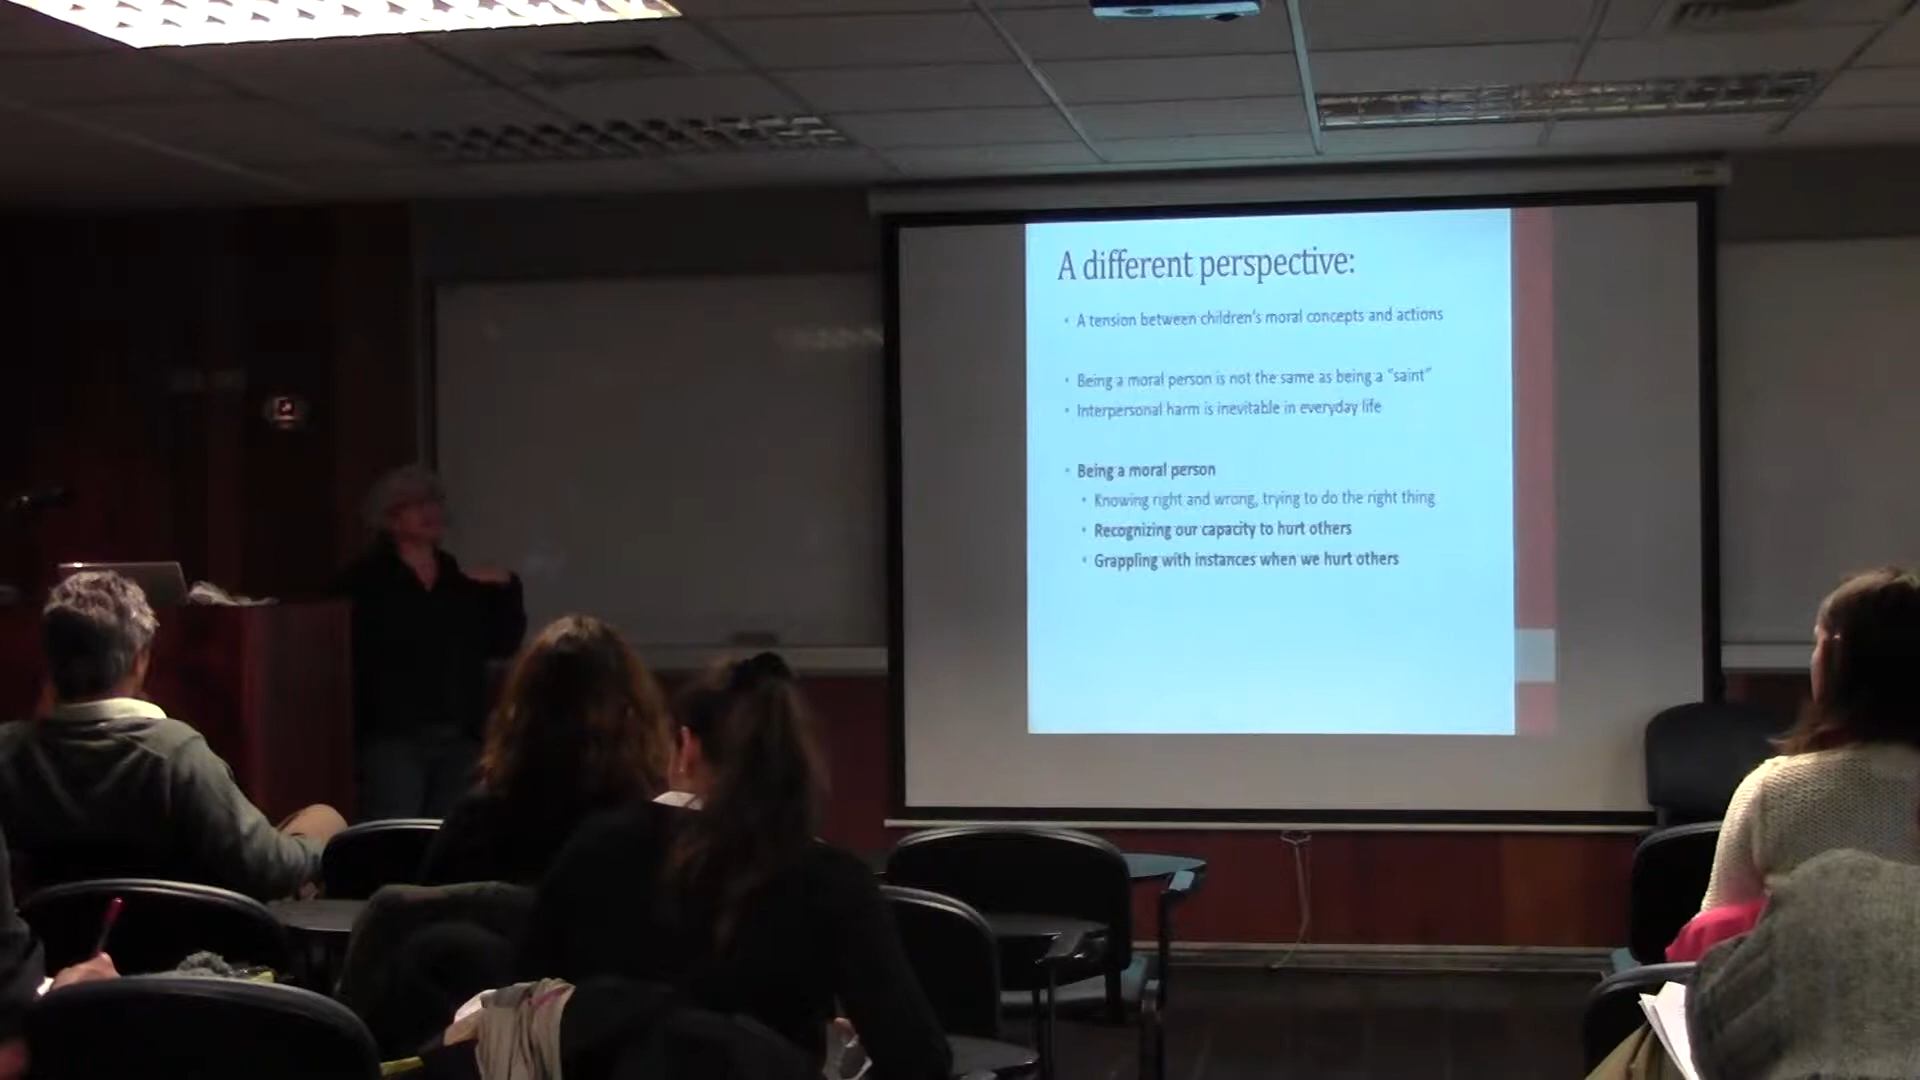 A different perspective:
• A tension between children's moral concepts and actions
• Being a moral person is not the same as being a "saint"
• Interpersonal harm is inevitable in everyday life
• Being a moral person
• Knowing right and wrong, trying to do the right thing
• Recognizing our capacity to hurt others
• Grappling with instances when we hurt others